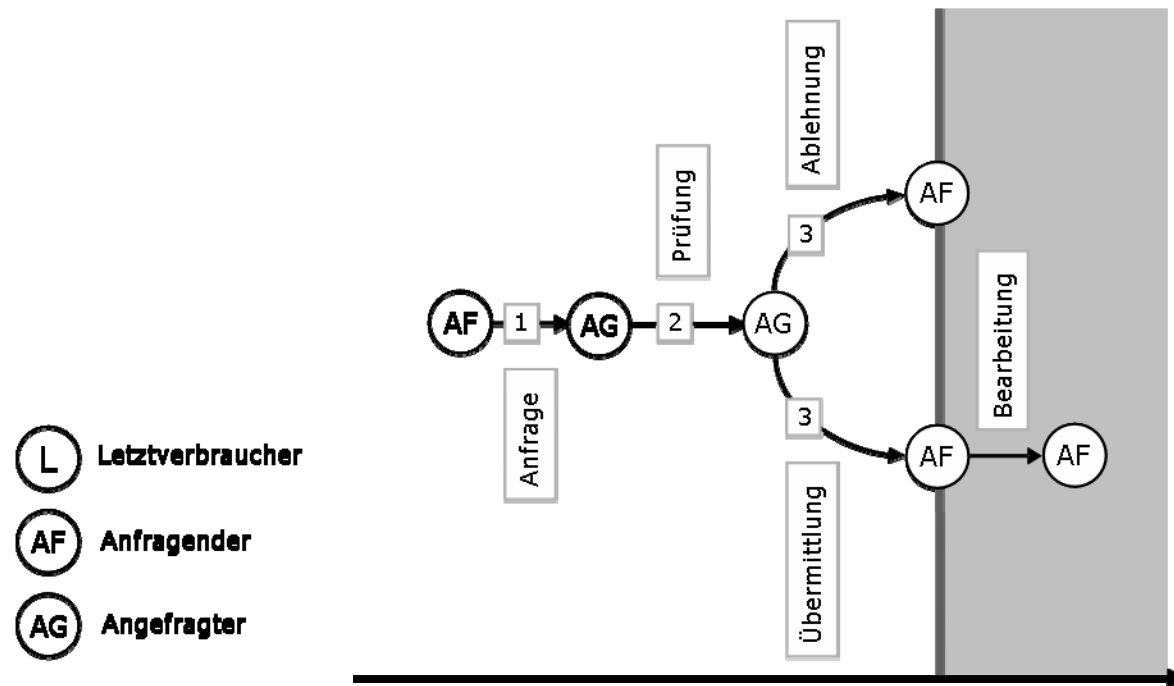 Ablehnung
Prüfung
AF
3
Bearbeitung
AF
1
AG
2
AG
Anfrage
3
AF
AF
Übermittlung
L Letztverbraucher
AF Anfragender
AG Angefragter